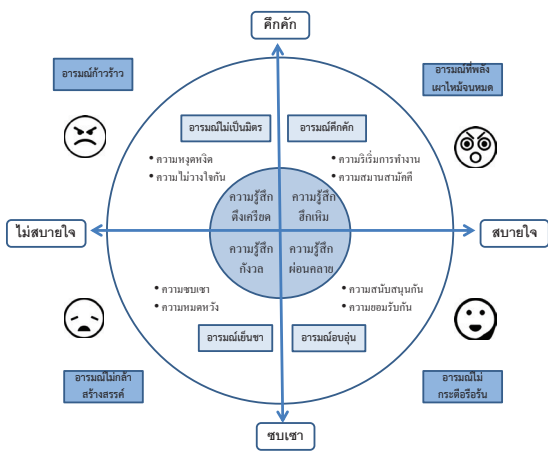 คึกคัก
อารมณ์ก้าวร้าว
อารมณ์ที่พลัง
เผาไหม้จนหมด
อารมณ์ไม่เป็นมิตร
อารมณ์คึกคัก
• ความหงุดหงิด
• ความไม่วางใจกัน
• ความริเริ่มการทำงาน
• ความสมานสามัคคี
ความรู้สึก
ตึงเครียด
ความรู้สึก
ฮึกเหิม
ไม่สบายใจ
สบายใจ
ความรู้สึก
กังวล
ความรู้สึก
ผ่อนคลาย
• ความซบเซา
• ความหมดหวัง
• ความสนับสนุนกัน
• ความยอมรับกัน
อารมณ์เย็นชา
อารมณ์อบอุ่น
อารมณ์ไม่กล้า
สร้างสรรค์
อารมณ์ไม่
กระตือรือร้น
ซบเซา